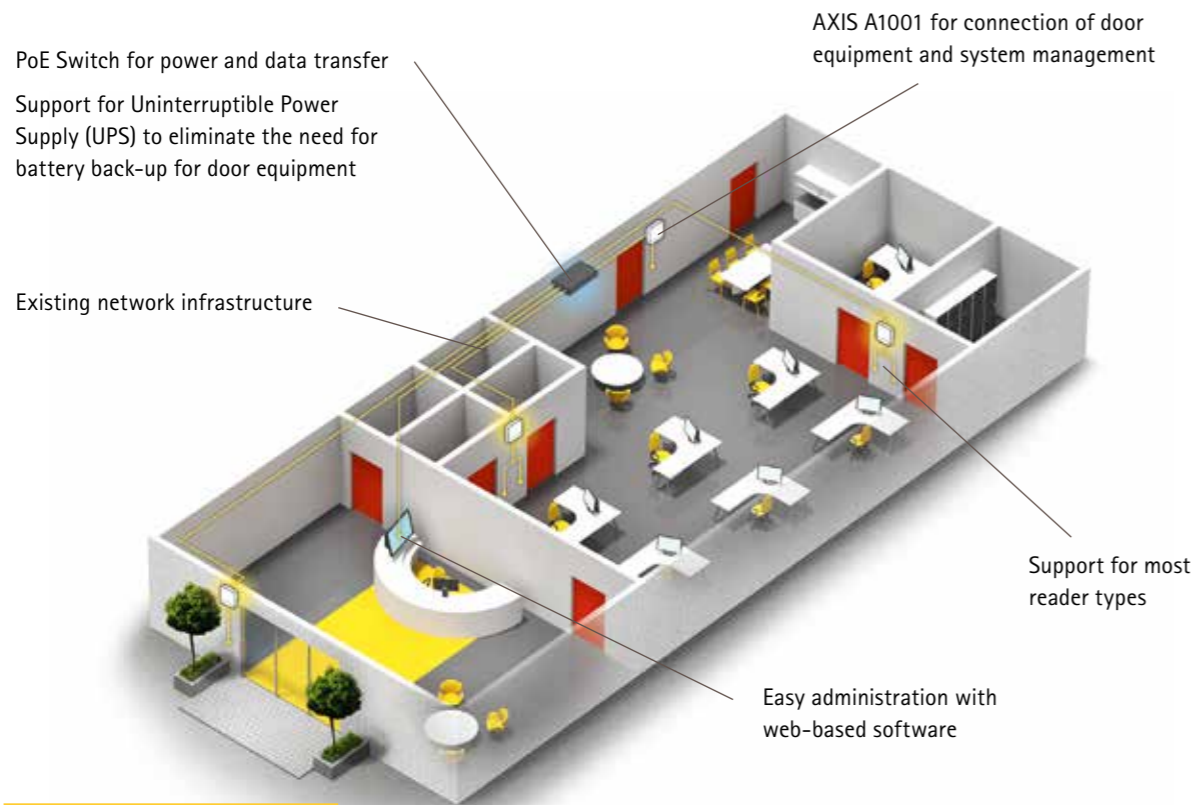 AXIS A1001 for connection of door
equipment and system management
PoE Switch for power and data transfer
Support for Uninterruptible Power
Supply (UPS) to eliminate the need for
battery back-up for door equipment
Existing network infrastructure
Support for most
reader types
Easy administration with
web-based software